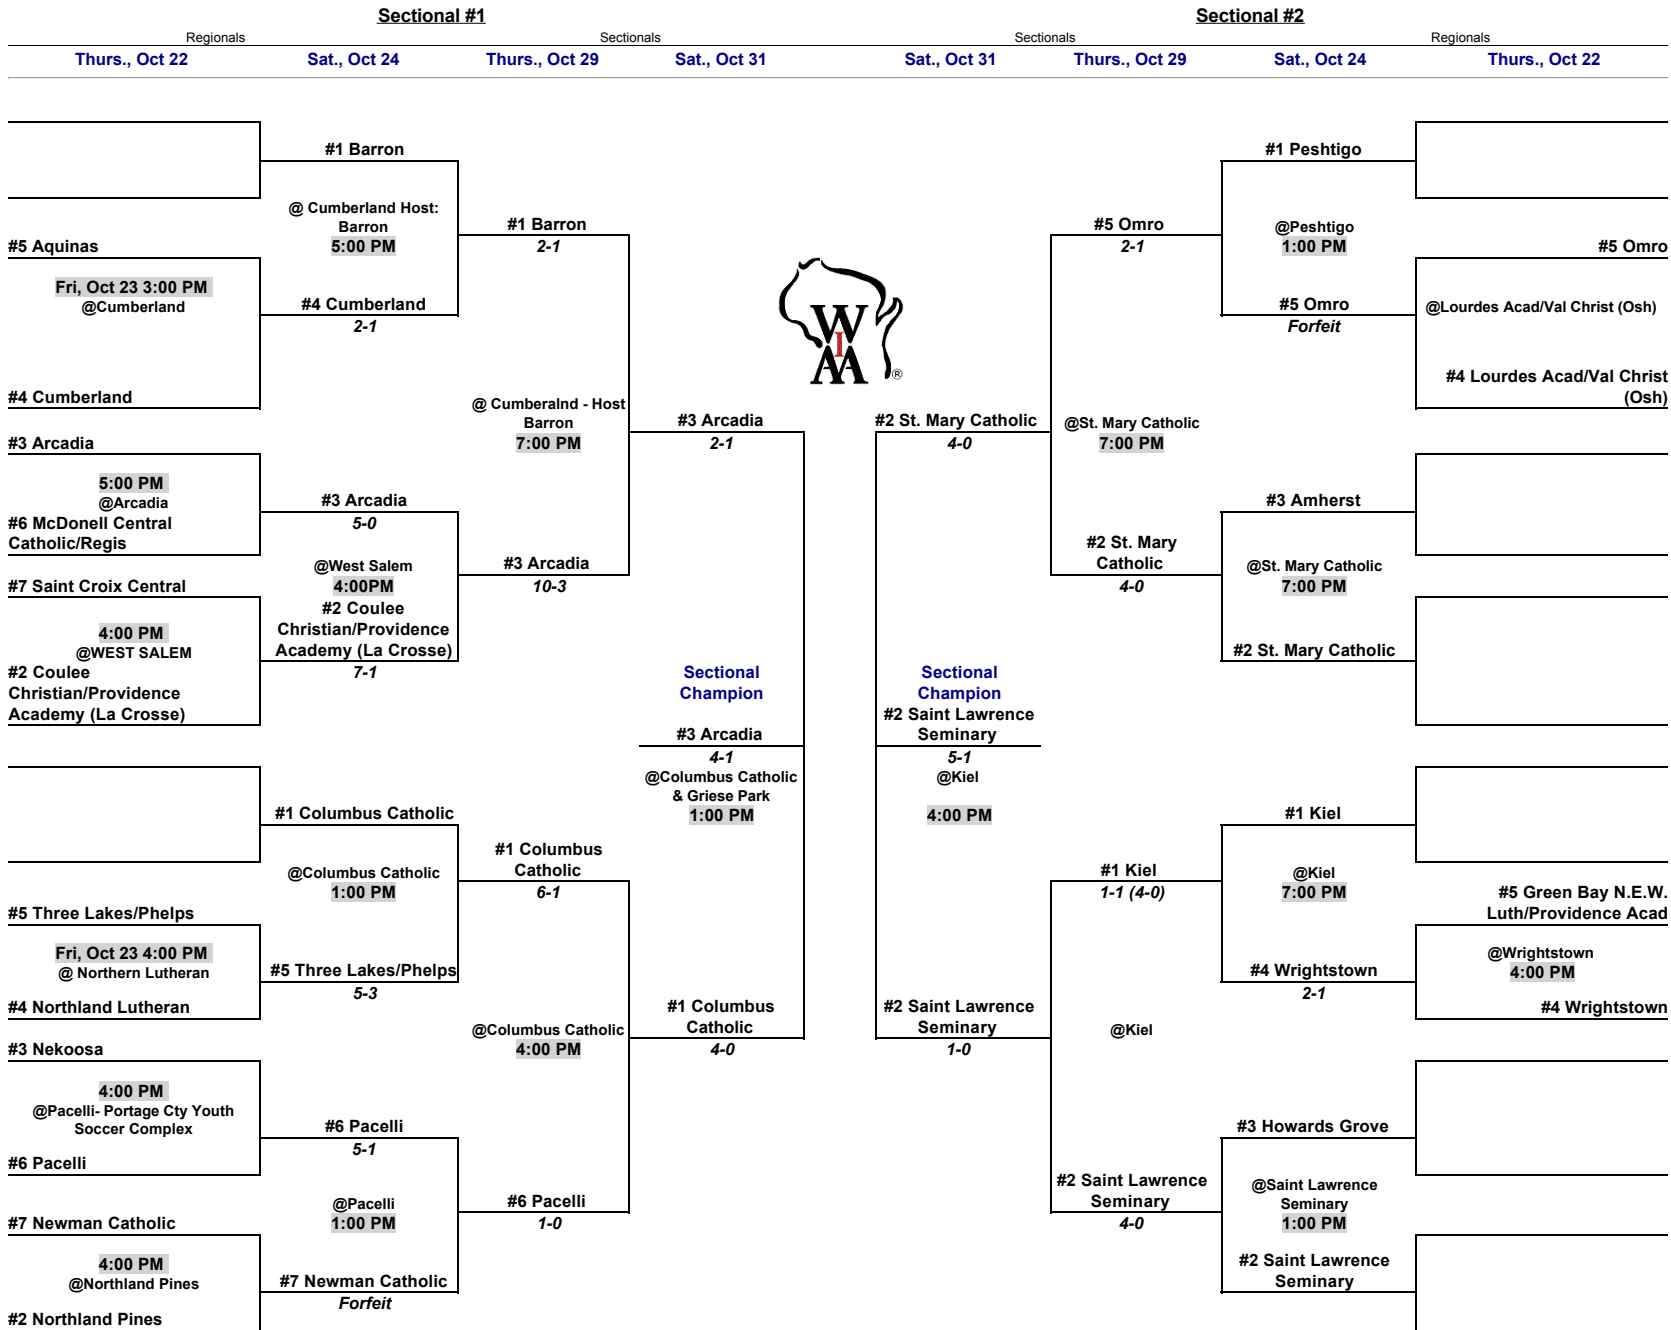 Sectional #1
Sectional #2
Regionals
Sectionals
Sectionals
Regionals
Thurs., Oct 22
Sat., Oct 24
Thurs., Oct 29
Sat., Oct 31
Sat., Oct 31
Thurs., Oct 29
Sat., Oct 24
Thurs., Oct 22
#1 Barron
@ Cumberland Host:
Barron
5:00 PM
#5 Aquinas
Fri, Oct 23 3:00 PM
@Cumberland
#4 Cumberland
2-1
#4 Cumberland
#1 Barron
2-1
@ Cumberalnd - Host
Barron
7:00 PM
#3 Arcadia
5:00 PM
@Arcadia
#6 McDonell Central
Catholic/Regis
#3 Arcadia
5-0
@West Salem
4:00PM
#2 Coulee
Christian/Providence
Academy (La Crosse)
7-1
#7 Saint Croix Central
4:00 PM
@WEST SALEM
#2 Coulee
Christian/Providence
Academy (La Crosse)
#3 Arcadia
10-3
#3 Arcadia
2-1
Sectional
Champion
#3 Arcadia
4-1
@Columbus Catholic
& Griese Park
1:00 PM
#1 Columbus Catholic
@Columbus Catholic
1:00 PM
#5 Three Lakes/Phelps
Fri, Oct 23 4:00 PM
@ Northern Lutheran
#4 Northland Lutheran
#5 Three Lakes/Phelps
5-3
#1 Columbus
Catholic
6-1
@Columbus Catholic
4:00 PM
#1 Columbus
Catholic
4-0
#3 Nekoosa
4:00 PM
@Pacelli- Portage Cty Youth
Soccer Complex
#6 Pacelli
#6 Pacelli
5-1
@Pacelli
1:00 PM
#6 Pacelli
1-0
#7 Newman Catholic
4:00 PM
@Northland Pines
#2 Northland Pines
#7 Newman Catholic
Forfeit
W
I
AA
®
#1 Peshtigo
@Peshtigo
1:00 PM
#5 Omro
@Lourdes Acad/Val Christ (Osh)
#4 Lourdes Acad/Val Christ
(Osh)
#5 Omro
Forfeit
#5 Omro
2-1
@St. Mary Catholic
7:00 PM
#2 St. Mary Catholic
4-0
#3 Amherst
@St. Mary Catholic
7:00 PM
#2 St. Mary Catholic
#2 St. Mary
Catholic
4-0
Sectional
Champion
#2 Saint Lawrence
Seminary
5-1
@Kiel
4:00 PM
#1 Kiel
@Kiel
7:00 PM
#5 Green Bay N.E.W.
Luth/Providence Acad
@Wrightstown
4:00 PM
#4 Wrightstown
#4 Wrightstown
2-1
#1 Kiel
1-1 (4-0)
@Kiel
#2 Saint Lawrence
Seminary
1-0
#3 Howards Grove
@Saint Lawrence
Seminary
1:00 PM
#2 Saint Lawrence
Seminary
#2 Saint Lawrence
Seminary
4-0